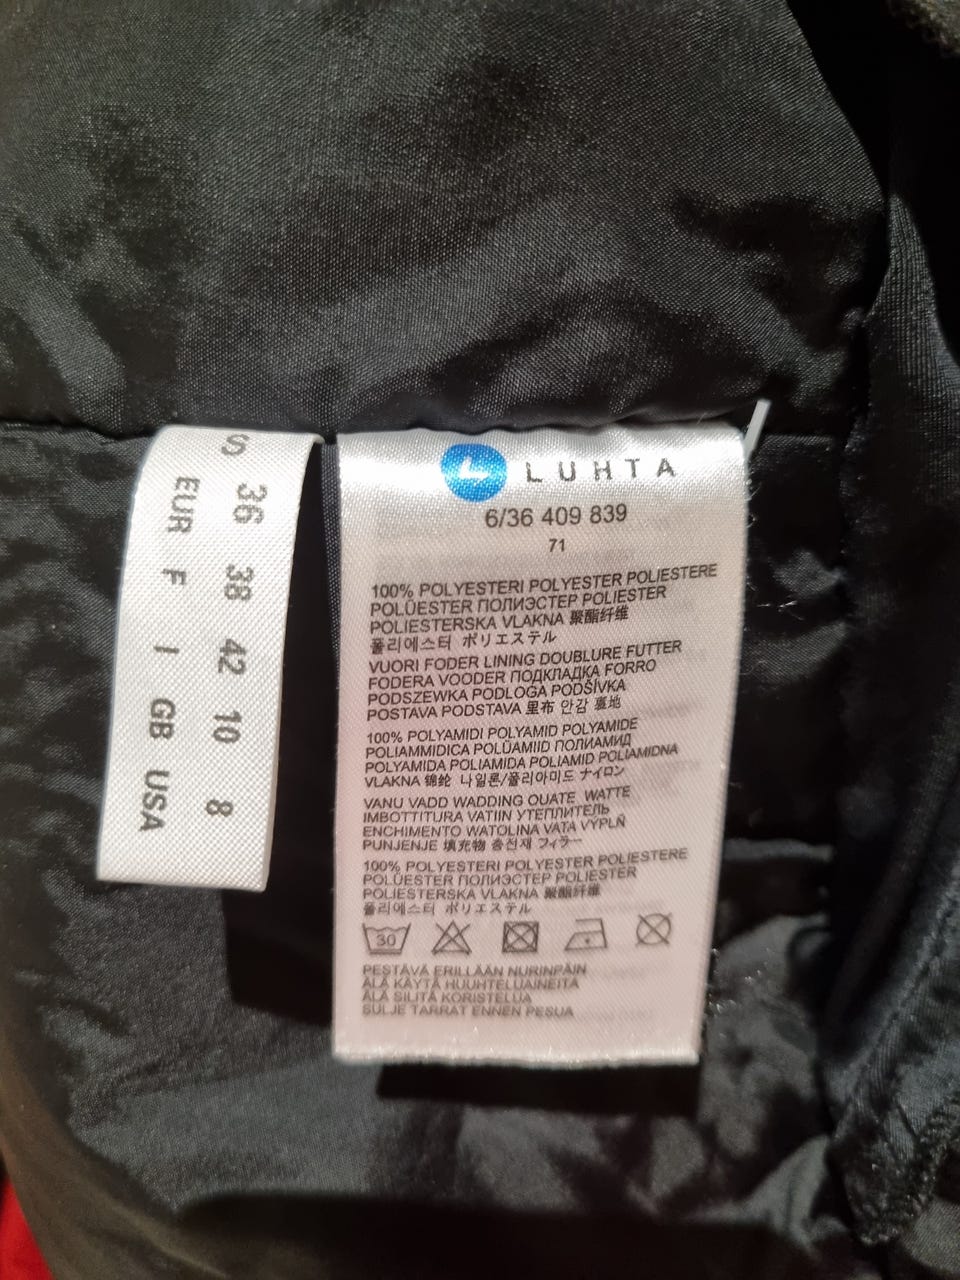 S 36 38 42 10 8
EUR F I GB USA
LUHTA
6/36 409 839
71
100% POLYESTERI POLYESTER POLIESTERE
POLÜESTER ПОЛИЭСТЕР POLIESTER
POLIESTERSKA VLAKNA 聚酯纤维
폴리에스터 ポリエステル
VUORI FODER LINING DOUBLURE FUTTER
FODERA VOODER ПОДКЛАДКА FORRO
PODSZEWKA PODLOGA PODŠÍVKA
POSTAVA PODSTAVA 里布 안감 裏地
100% POLYAMIDI POLYAMID POLYAMIDE
POLIAMMIDICA POLÜAMIID ПОЛИАМИД
POLYAMIDA POLIAMIDA POLIAMID POLIAMIDNA
VLAKNA 锦纶 나일론/폴리아미드 ナイロン
VANU VADD WADDING OUATE WATTE
IMBOTTITURA VATIIN УТЕПЛИТЕЛЬ
ENCHIMENTO WATOLINA VATA VÝPLŇ
PUNJENJE 填充物 충전재 フィラー
100% POLYESTERI POLYESTER POLIESTERE
POLÜESTER ПОЛИЭСТЕР POLIESTER
POLIESTERSKA VLAKNA 聚酯纤维
폴리에스터 ポリエステル
30
PESTÄVÄ ERILLÄÄN NURINPÄIN
ÄLÄ KÄYTÄ HUUHTELUAINEITA
ÄLÄ SILITÄ KORISTELUA
SULJE TARRAT ENNEN PESUA